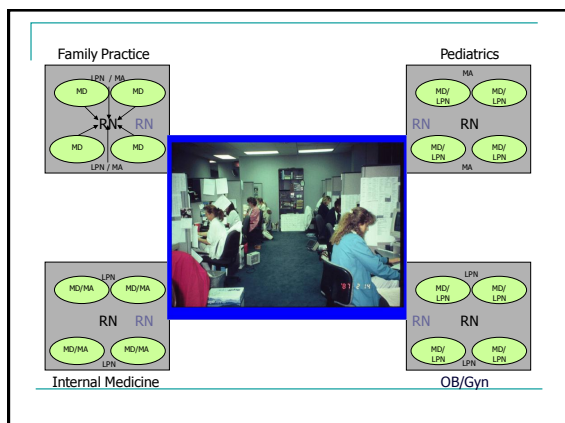 Family Practice
LPN / MA
MD
MD
RN
RN
MD
MD
LPN / MA
Pediatrics
MA
MD/
LPN
MD/
LPN
RN
RN
MD/
LPN
MD/
LPN
MA
LPN
MD/MA
MD/MA
RN
RN
MD/MA
MD/MA
LPN
Internal Medicine
LPN
MD/
LPN
MD/
LPN
RN
RN
MD/
LPN
MD/
LPN
LPN
OB/Gyn